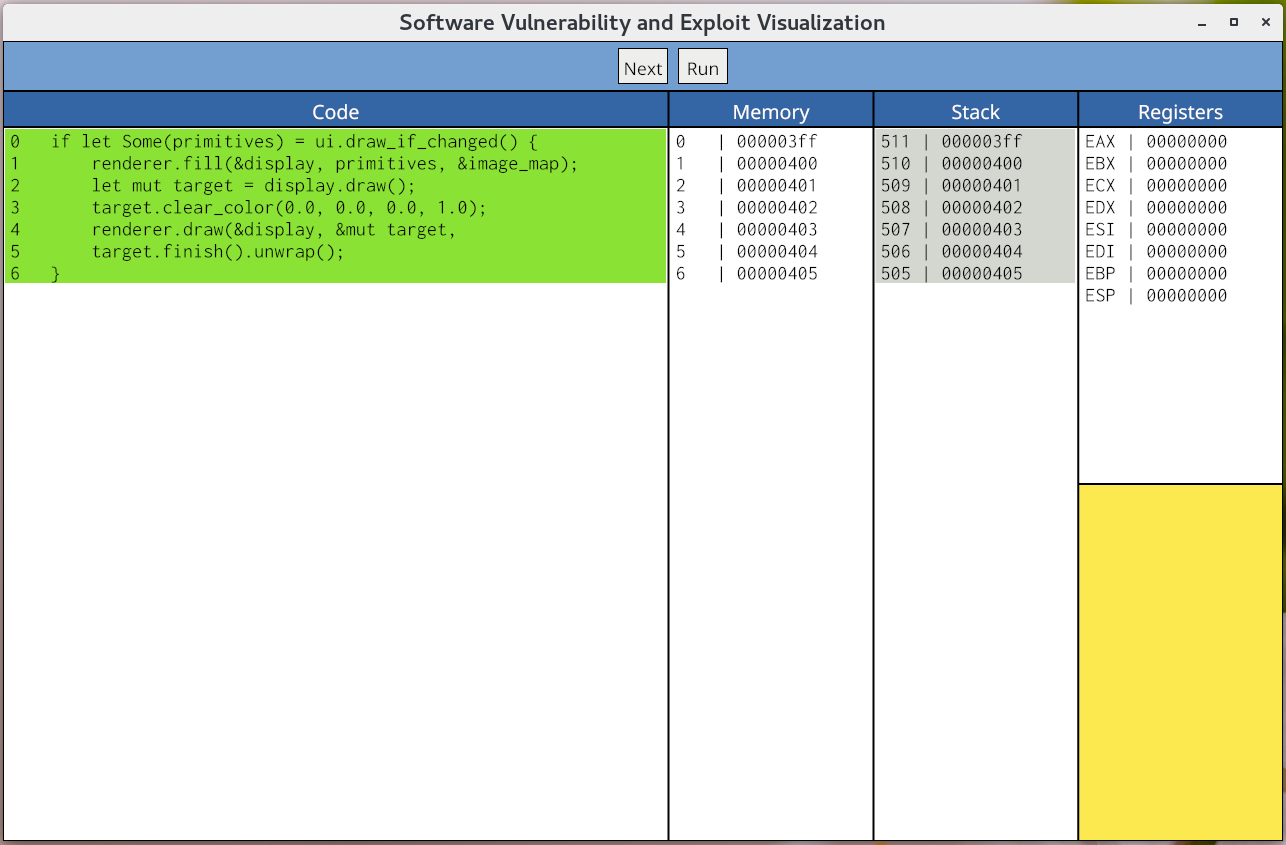 Software Vulnerability and Exploit Visualization
Next Run
Code
0 if let Some(primitives) = ui.draw_if_changed() {
1 renderer.fill(&display, primitives, &image_map);
2 let mut target = display.draw();
3 target.clear_color(0.0, 0.0, 0.0, 1.0);
4 renderer.draw(&display, &mut target,
5 target.finish().unwrap();
6 }
Memory
0 | 000003ff
1 | 00000400
2 | 00000401
3 | 00000402
4 | 00000403
5 | 00000404
6 | 00000405
Stack
511 | 000003ff
510 | 00000400
509 | 00000401
508 | 00000402
507 | 00000403
506 | 00000404
505 | 00000405
Registers
EAX | 00000000
EBX | 00000000
ECX | 00000000
EDX | 00000000
ESI | 00000000
EDI | 00000000
EBP | 00000000
ESP | 00000000